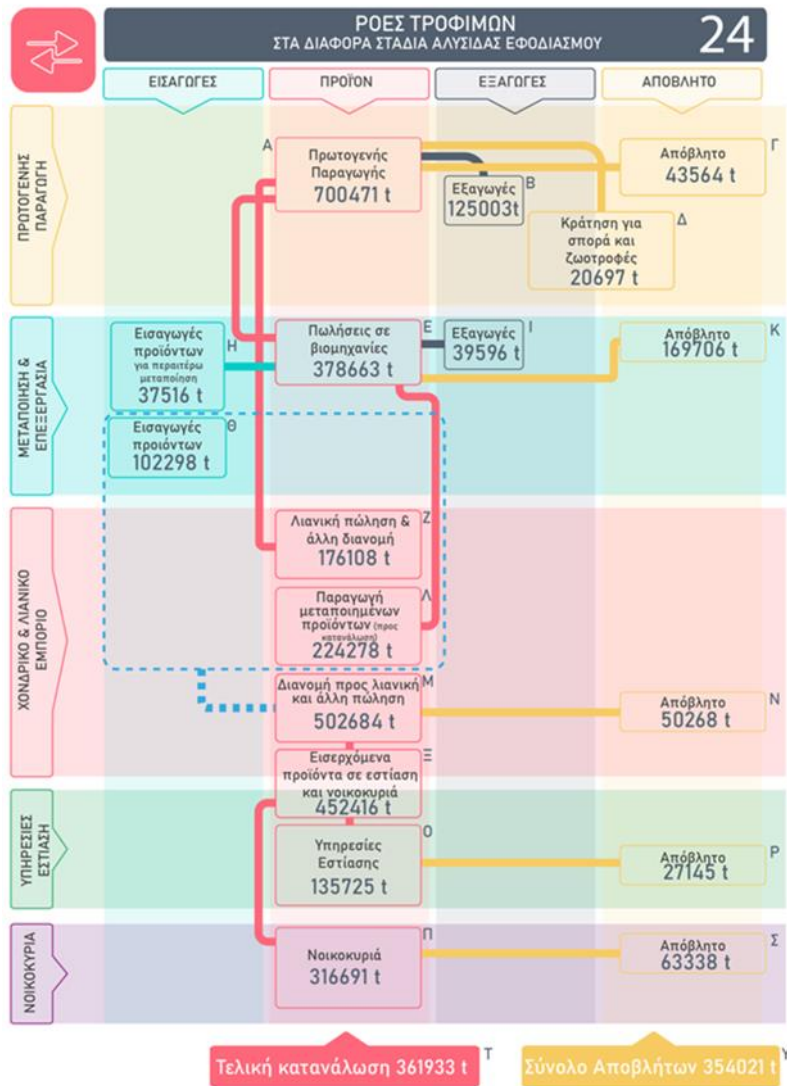 ΡΟΕΣ ΤΡΟΦΙΜΩΝ
ΣΤΑ ΔΙΑΦΟΡΑ ΣΤΑΔΙΑ ΑΛΥΣΙΔΑΣ ΕΦΟΔΙΑΣΜΟΥ
24
ΕΙΣΑΓΩΓΕΣ
ΠΡΟΪΟΝ
ΕΞΑΓΩΓΕΣ
ΑΠΟΒΛΗΤΟ
ΠΡΩΤΟΓΕΝΗΣ
ΠΑΡΑΓΩΓΗ
Α
Πρωτογενής
Παραγωγής
700471 t
Β
Εξαγωγές
125003t
Γ
Απόβλητο
43564 t
Δ
Κράτηση για
σπορά και
ζωοτροφές
20697 t
ΜΕΤΑΠΟΙΗΣΗ &
ΕΠΕΞΕΡΓΑΣΙΑ
Η
Εισαγωγές
προϊόντων
για περαιτέρω
μεταποίηση
37516 t
Ε
Πωλήσεις σε
βιομηχανίες
378663 t
Ι
Εξαγωγές
39596 t
Κ
Απόβλητο
169706 t
Θ
Εισαγωγές
προιόντων
102298 t
ΧΟΝΔΡΙΚΟ & ΛΙΑΝΙΚΟ
ΕΜΠΟΡΙΟ
Ζ
Λιανική πώληση &
άλλη διανομή
176108 t
Λ
Παραγωγή
μεταποιημένων
προϊόντων (προς
κατανάλωση)
224278 t
Μ
Διανομή προς λιανική
και άλλη πώληση
502684 t
Ν
Απόβλητο
50268 t
Ξ
Εισερχόμενα
προϊόντα σε εστίαση
και νοικοκυριά
452416 t
ΥΠΗΡΕΣΙΕΣ
ΕΣΤΙΑΣΗ
Ο
Υπηρεσίες
Εστίασης
135725 t
Ρ
Απόβλητο
27145 t
ΝΟΙΚΟΚΥΡΙΑ
Π
Νοικοκυριά
316691 t
Σ
Απόβλητο
63338 t
Τελική κατανάλωση 361933 t
Τ
Σύνολο Αποβλήτων 354021 t
Υ